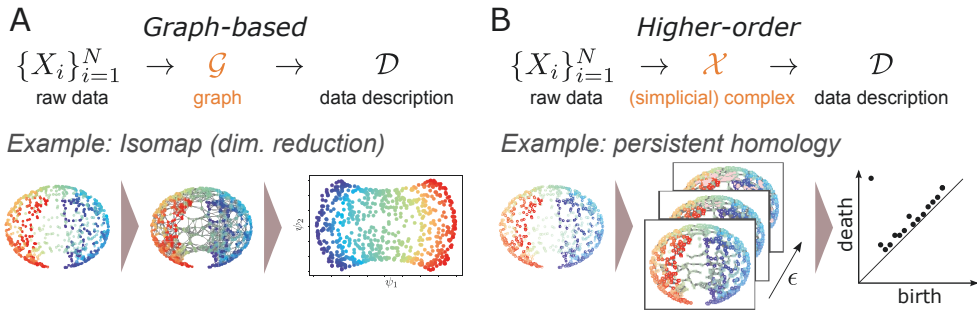 A
Graph-based
{X_i}_{i=1}^N → 𝒢 → 𝒟
raw data graph data description
Example: Isomap (dim. reduction)
ψ₂
ψ₁
B
Higher-order
{X_i}_{i=1}^N → 𝒳 → 𝒟
raw data (simplicial) complex data description
Example: persistent homology
ϵ
death
birth